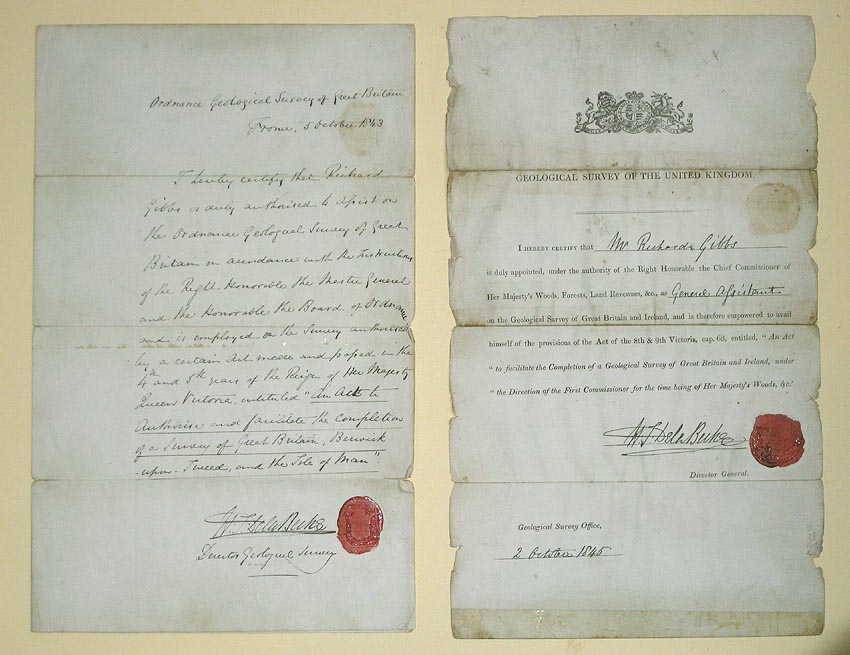 Ordnance Geological Survey of Great Britain
Frome, 5 October 1843
I hereby certify that Richard
Gibbs is duly authorised to assist on
the Ordnance Geological Survey of Great
Britain in accordance with the Instructions
of the Right Honorable the Master General
and the Honorable the Board of Ordnance
and is employed on the Survey authorised
by a certain Act made and passed in the
4th and 5th years of the Reign of Her Majesty
Queen Victoria, intituled "An Act to
Authorise and facilitate the Completion
of a Survey of Great Britain, Berwick
upon Tweed, and the Isle of Man".
H T De la Beche
Director Geological Survey
GEOLOGICAL SURVEY OF THE UNITED KINGDOM
I HEREBY CERTIFY that Mr Richard Gibbs
is duly appointed, under the authority of the Right Honorable the Chief Commissioner of
Her Majesty's Woods, Forests, Land Revenues, &c., as General Assistant
on the Geological Survey of Great Britain and Ireland, and is therefore empowered to avail
himself of the provisions of the Act of the 8th & 9th Victoria, cap. 63, entitled, "An Act
"to facilitate the Completion of a Geological Survey of Great Britain and Ireland, under
"the Direction of the First Commissioner for the time being of Her Majesty's Woods, &c."
H T De la Beche
Director General.
Geological Survey Office,
2 October 1845